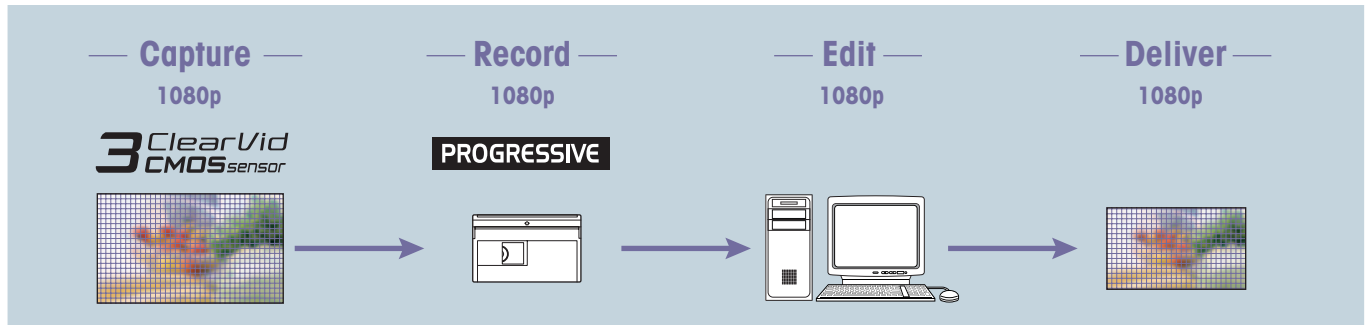 Capture
1080p
3 ClearVid
CMOS sensor
Record
1080p
PROGRESSIVE
Edit
1080p
Deliver
1080p